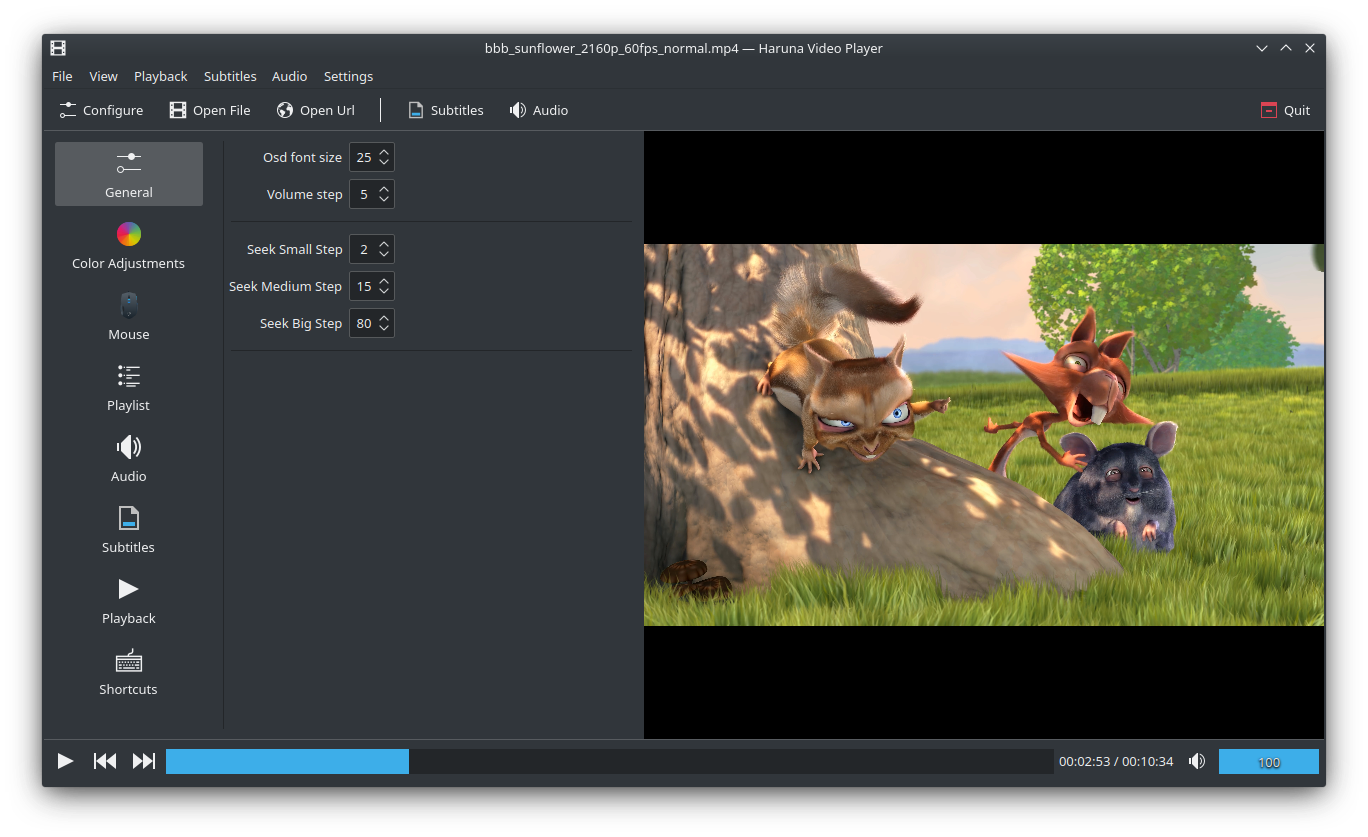 bbb_sunflower_2160p_60fps_normal.mp4 — Haruna Video Player
File View Playback Subtitles Audio Settings
Configure Open File Open Url Subtitles Audio Quit
General
Color Adjustments
Mouse
Playlist
Audio
Subtitles
Playback
Shortcuts
Osd font size 25
Volume step 5
Seek Small Step 2
Seek Medium Step 15
Seek Big Step 80
00:02:53 / 00:10:34 100